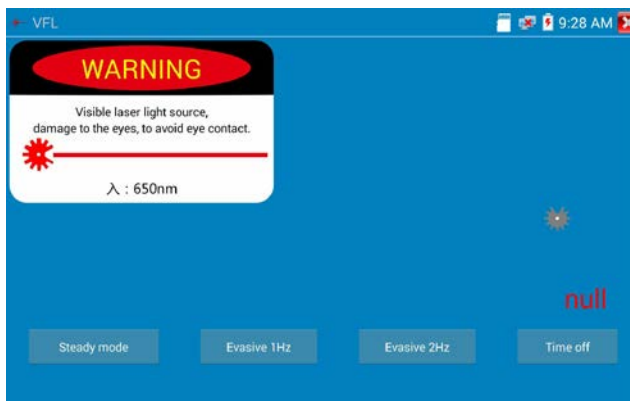 VFL
9:28 AM
WARNING
Visible laser light source,
damage to the eyes, to avoid eye contact.
入 : 650nm
null
Steady mode
Evasive 1Hz
Evasive 2Hz
Time off